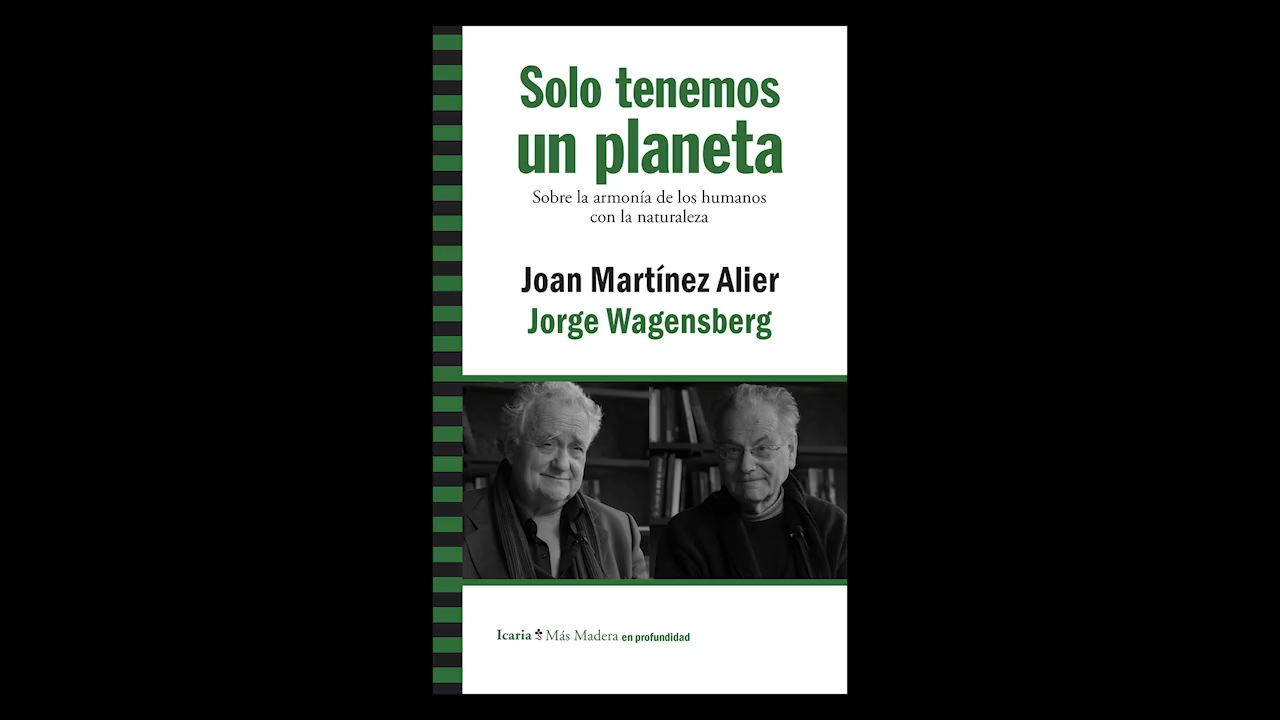 Solo tenemos
un planeta
Sobre la armonía de los humanos
con la naturaleza
Joan Martínez Alier
Jorge Wagensberg
Icaria Más Madera en profundidad